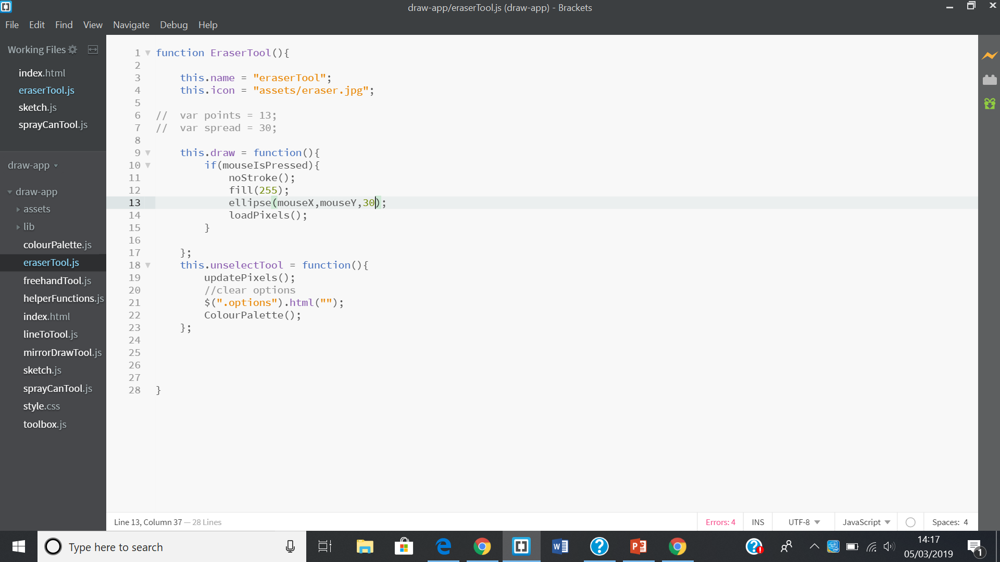 draw-app/eraserTool.js (draw-app) - Brackets
File Edit Find View Navigate Debug Help
Working Files
index.html
eraserTool.js
sketch.js
sprayCanTool.js
draw-app
draw-app
assets
lib
colourPalette.js
eraserTool.js
freehandTool.js
helperFunctions.js
index.html
lineToTool.js
mirrorDrawTool.js
sketch.js
sprayCanTool.js
style.css
toolbox.js
1 function EraserTool(){
2
3 this.name = "eraserTool";
4 this.icon = "assets/eraser.jpg";
5
6 // var points = 13;
7 // var spread = 30;
8
9 this.draw = function(){
10 if(mouseIsPressed){
11 noStroke();
12 fill(255);
13 ellipse(mouseX,mouseY,30);
14 loadPixels();
15 }
16
17 };
18 this.unselectTool = function(){
19 updatePixels();
20 //clear options
21 $(".options").html("");
22 ColourPalette();
23 };
24
25
26
27
28 }
Line 13, Column 37 — 28 Lines
Errors: 4 INS UTF-8 JavaScript Spaces: 4
Type here to search
14:17
05/03/2019
1